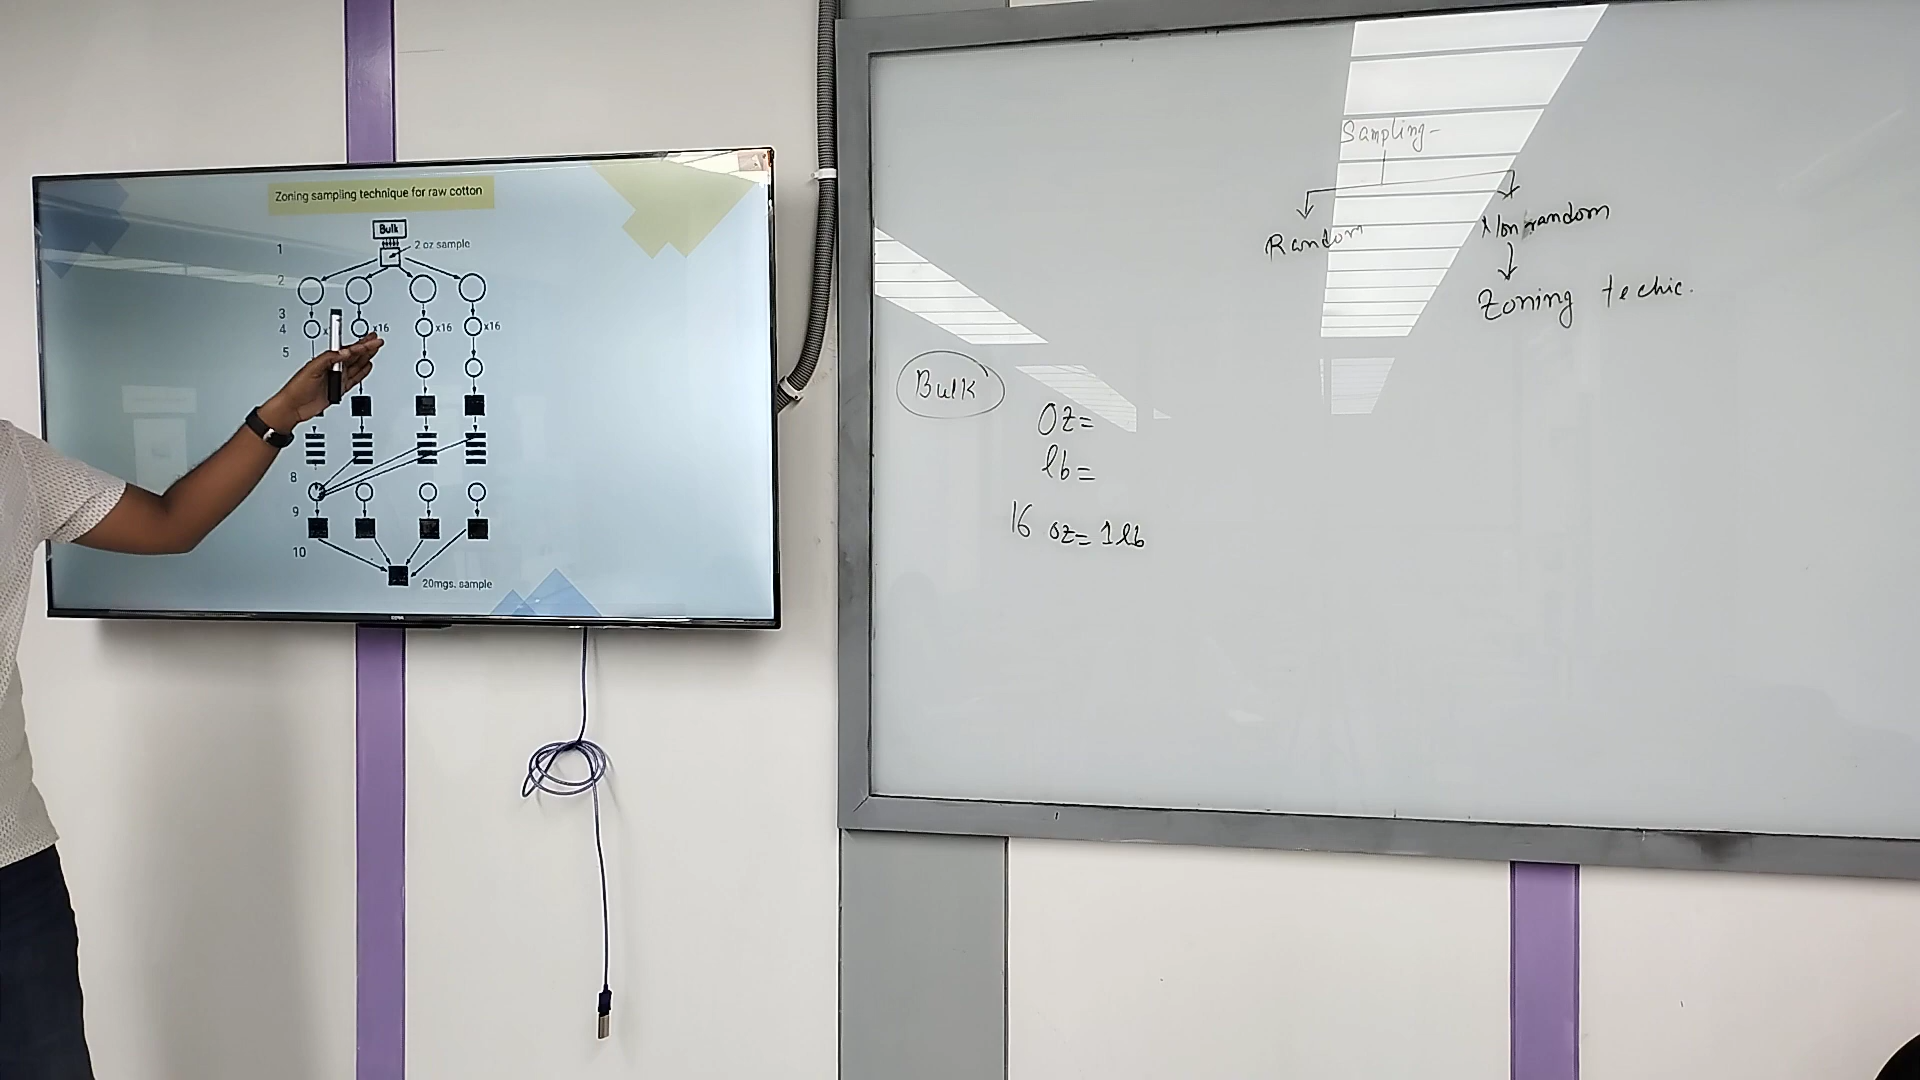 Zoning sampling technique for raw cotton
Bulk
1
2 oz sample
2
3
4
x16
x16
x16
5
8
9
10
20mgs. sample
Sampling-
Random
Non random
Zoning techic.
Bulk
Oz=
lb=
16 oz= 1 lb